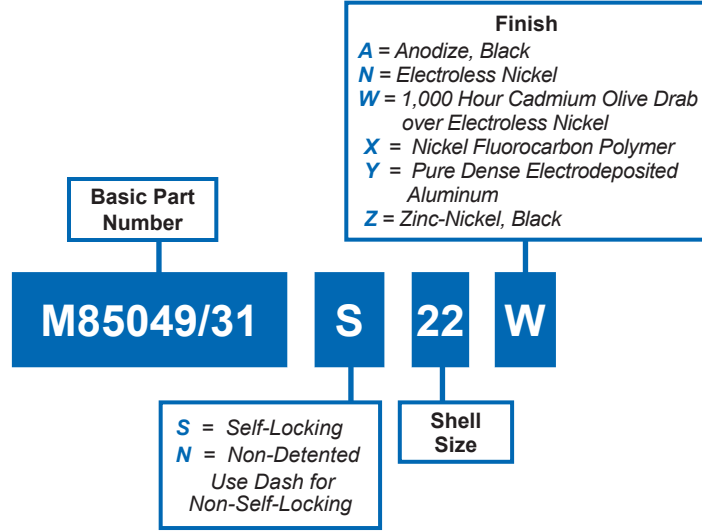 Finish
A = Anodize, Black
N = Electroless Nickel
W = 1,000 Hour Cadmium Olive Drab
over Electroless Nickel
X = Nickel Fluorocarbon Polymer
Y = Pure Dense Electrodeposited
Aluminum
Z = Zinc-Nickel, Black
Basic Part
Number
M85049/31 S 22 W
S = Self-Locking
N = Non-Detented
Use Dash for
Non-Self-Locking
Shell
Size